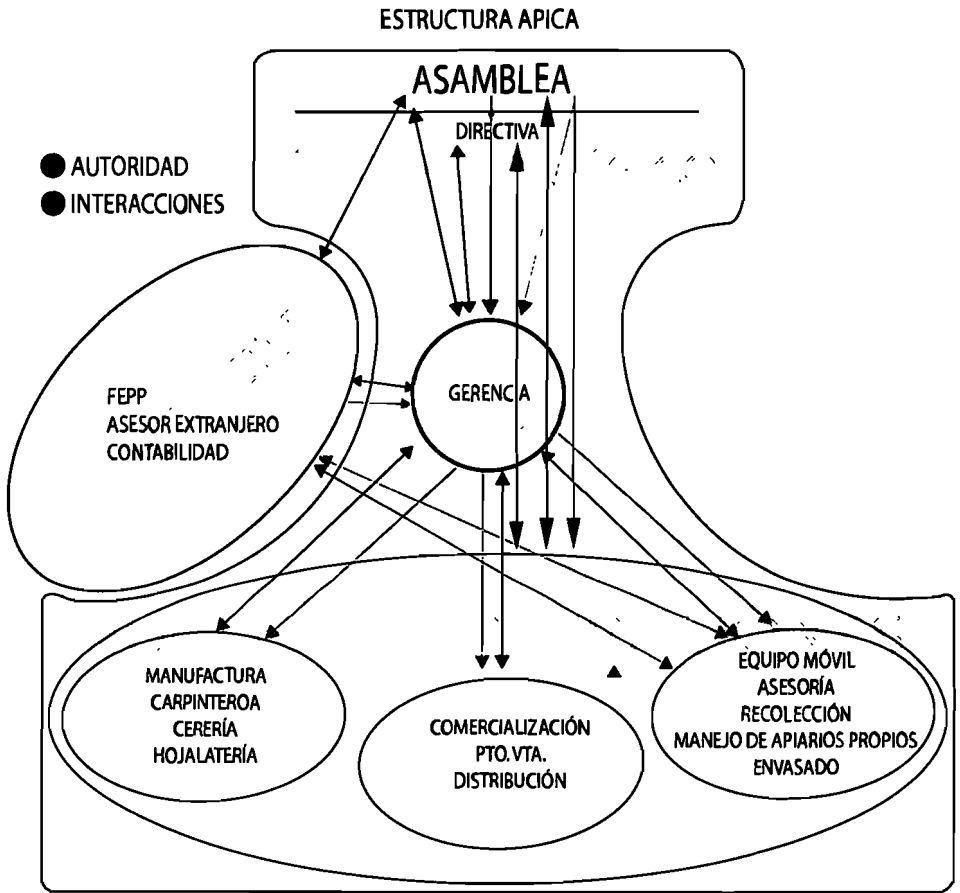 ESTRUCTURA APICA
ASAMBLEA
DIRECTIVA
AUTORIDAD
INTERACCIONES
GERENCIA
FEPP
ASESOR EXTRANJERO
CONTABILIDAD
MANUFACTURA
CARPINTEROA
CERERÍA
HOJALATERÍA
COMERCIALIZACIÓN
PTO. VTA.
DISTRIBUCIÓN
EQUIPO MÓVIL
ASESORÍA
RECOLECCIÓN
MANEJO DE APIARIOS PROPIOS
ENVASADO